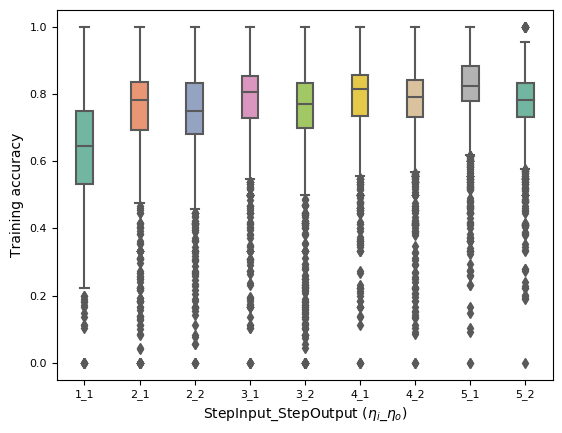 1.0
0.8
0.6
0.4
0.2
0.0
Training accuracy
1_1 2_1 2_2 3_1 3_2 4_1 4_2 5_1 5_2
StepInput_StepOutput (η_i_η_o)